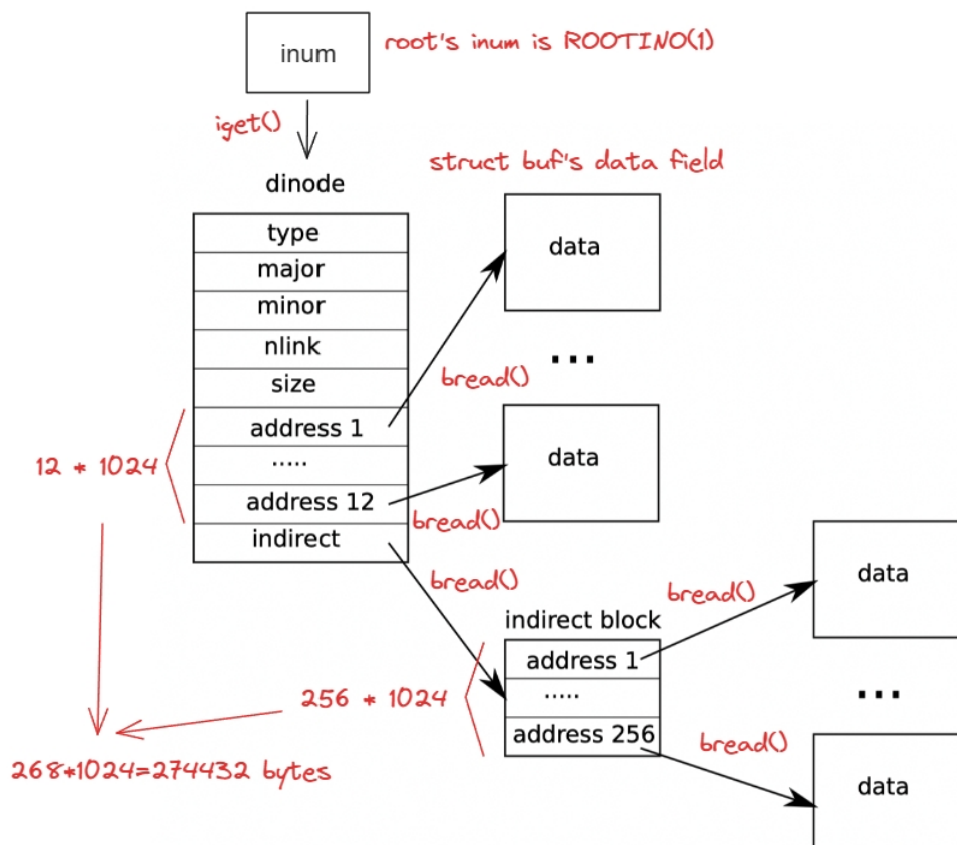 inum
root's inum is ROOTINO(1)
iget()
dinode
struct buf's data field
type
major
minor
nlink
size
address 1
.....
address 12
indirect
12 * 1024
data
...
bread()
data
bread()
bread()
indirect block
address 1
.....
address 256
256 * 1024
268*1024=274432 bytes
bread()
data
...
bread()
data